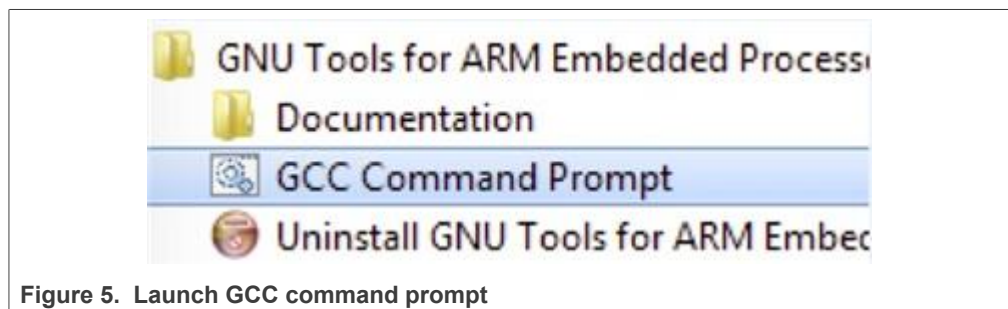 GNU Tools for ARM Embedded Process
Documentation
GCC Command Prompt
Uninstall GNU Tools for ARM Embed
Figure 5. Launch GCC command prompt